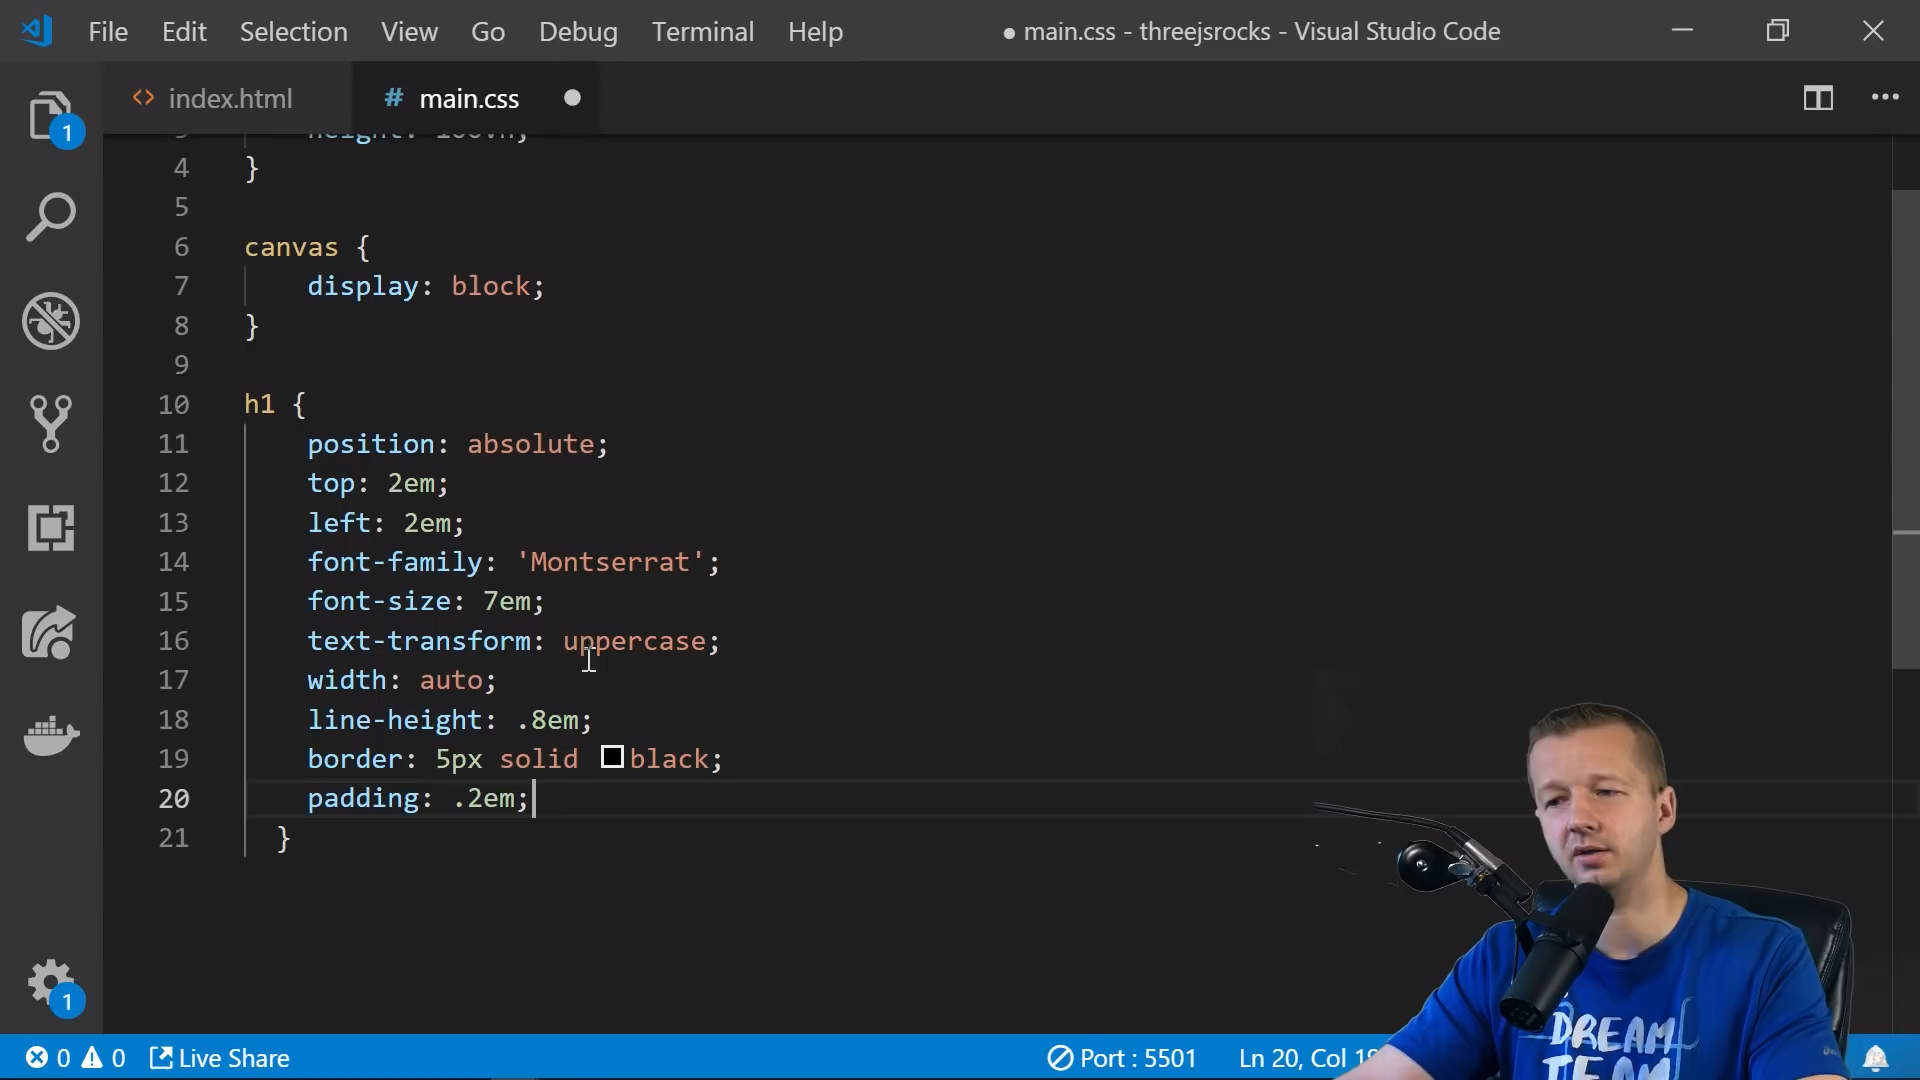 File Edit Selection View Go Debug Terminal Help ● main.css - threejsrocks - Visual Studio Code
1 <> index.html # main.css ●
4 }
5
6 canvas {
7 display: block;
8 }
9
10 h1 {
11 position: absolute;
12 top: 2em;
13 left: 2em;
14 font-family: 'Montserrat';
15 font-size: 7em;
16 text-transform: uppercase;
17 width: auto;
18 line-height: .8em;
19 border: 5px solid black;
20 padding: .2em;
21 }
1
DREAM
TEAM
0 0 Live Share Port : 5501 Ln 20, Col